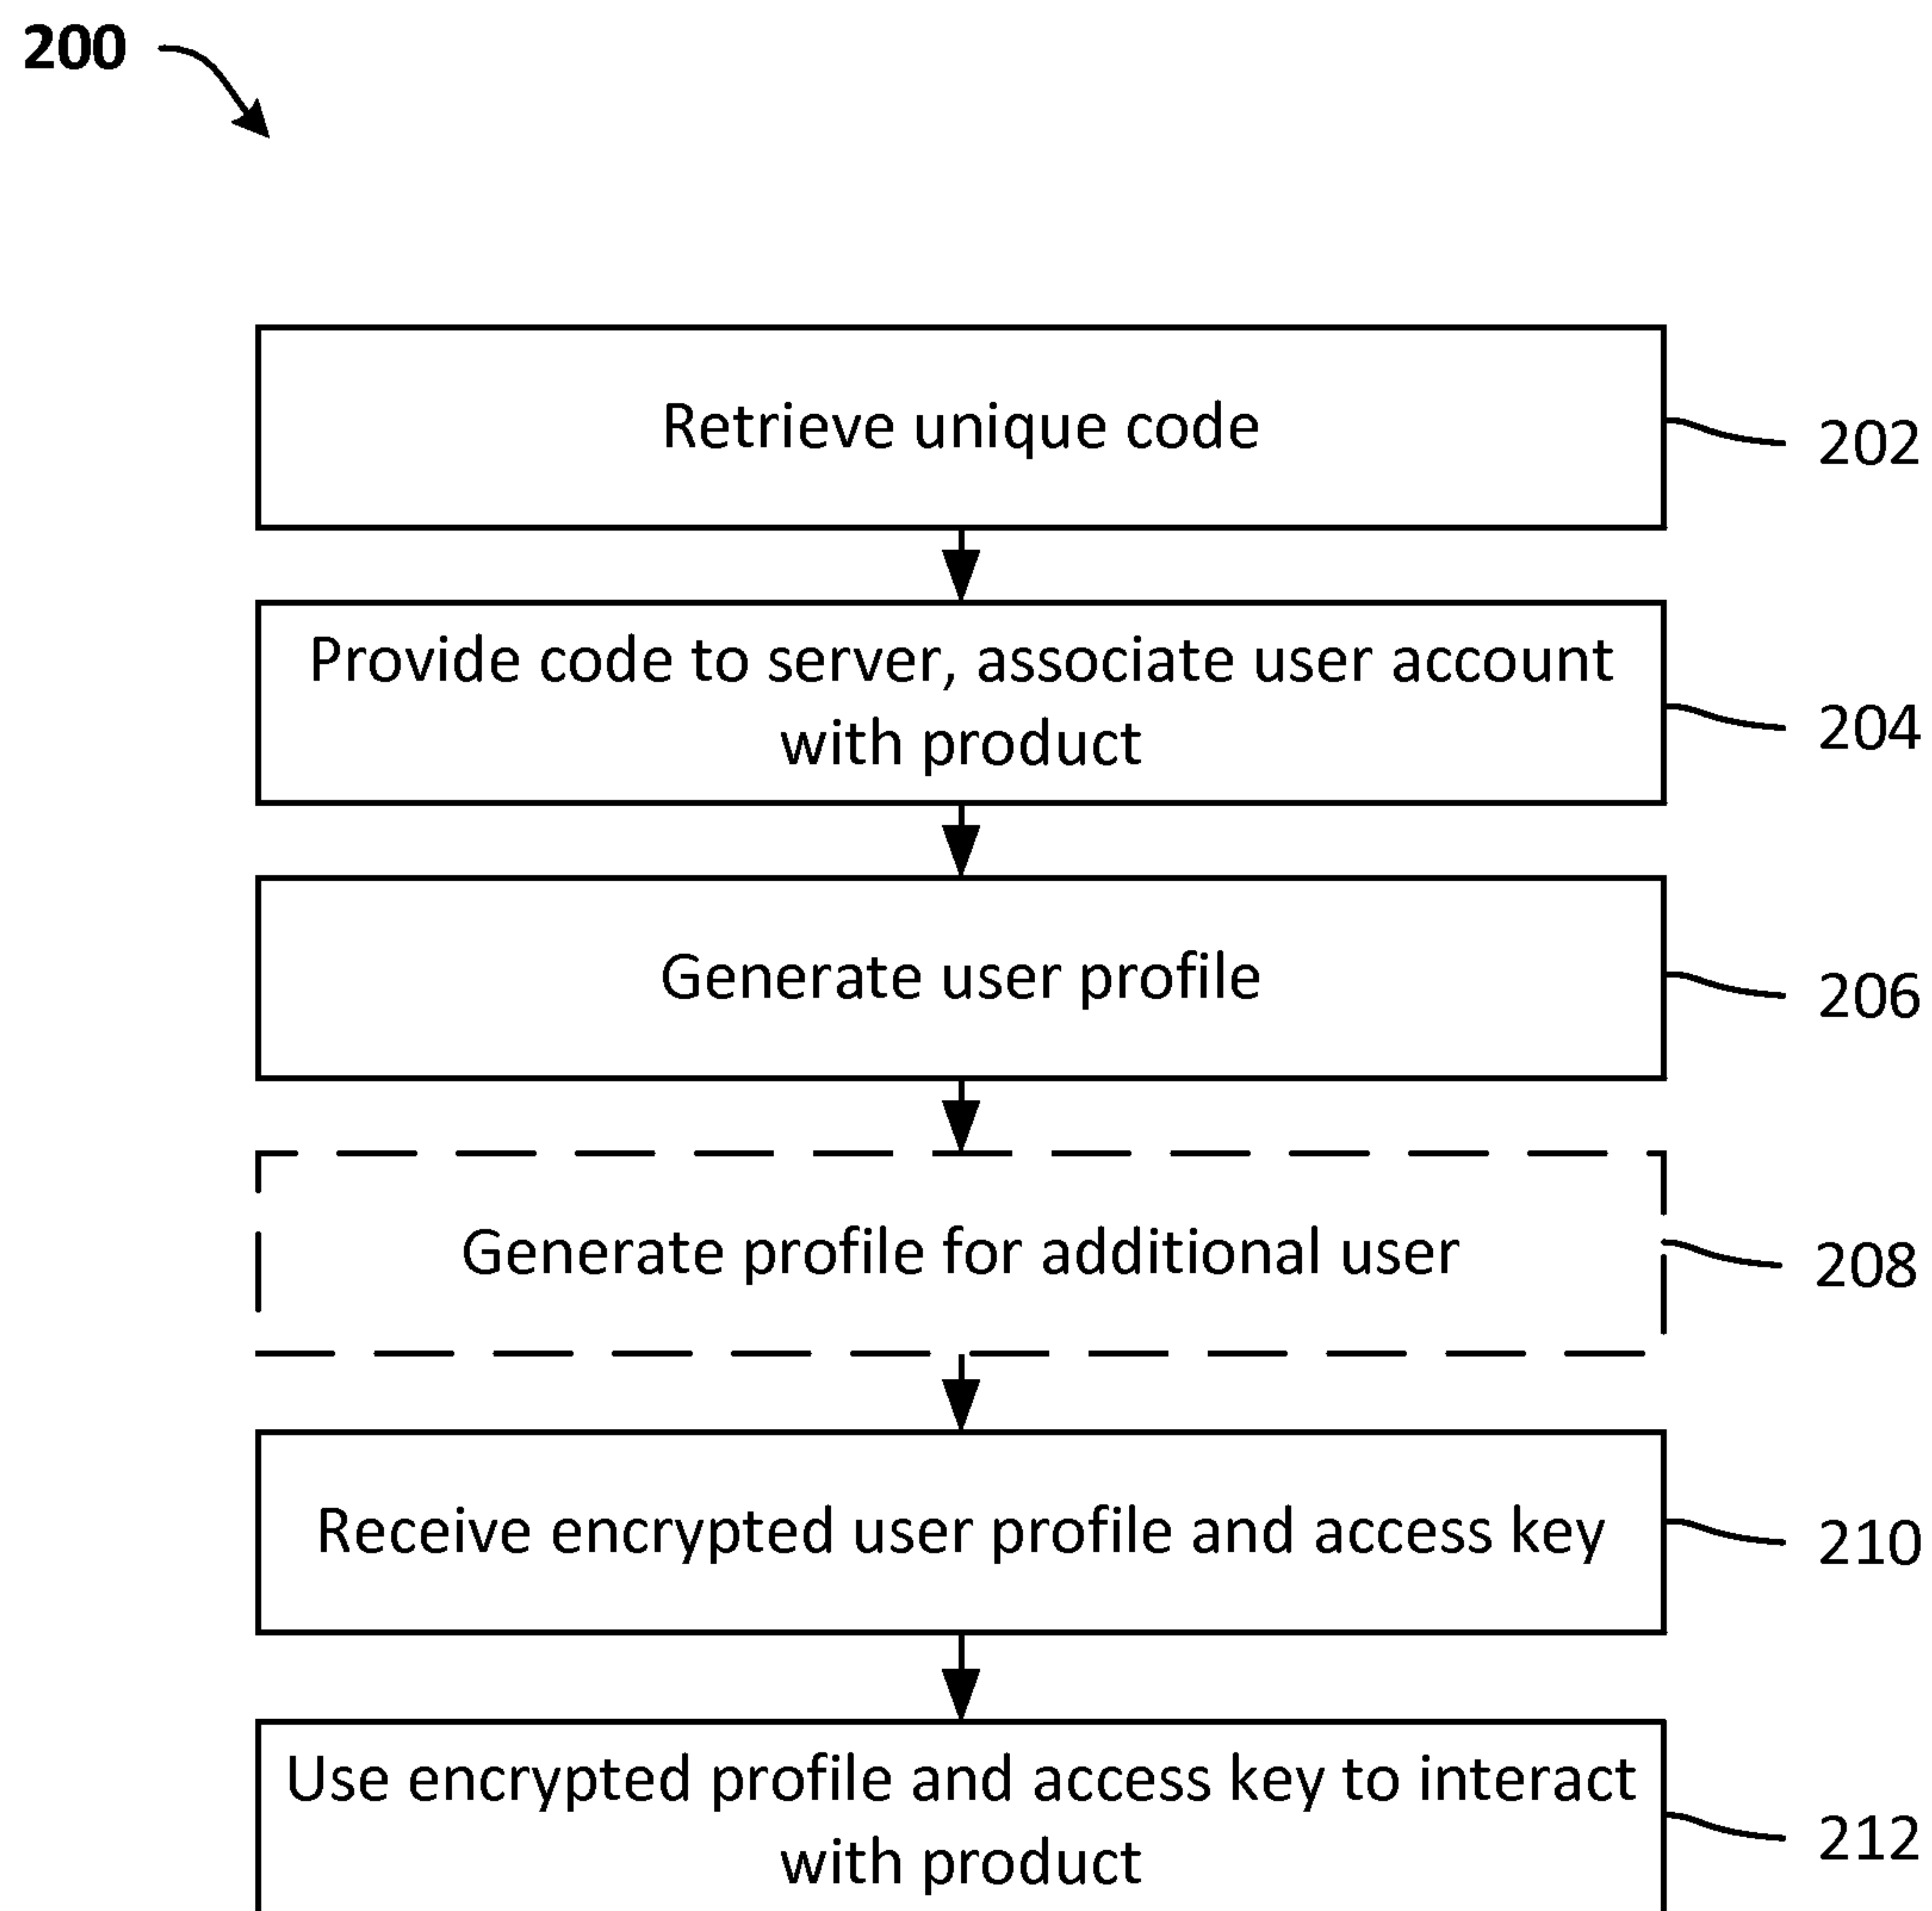 200
Retrieve unique code
202
Provide code to server, associate user account
with product
204
Generate user profile
206
Generate profile for additional user
208
Receive encrypted user profile and access key
210
Use encrypted profile and access key to interact
with product
212